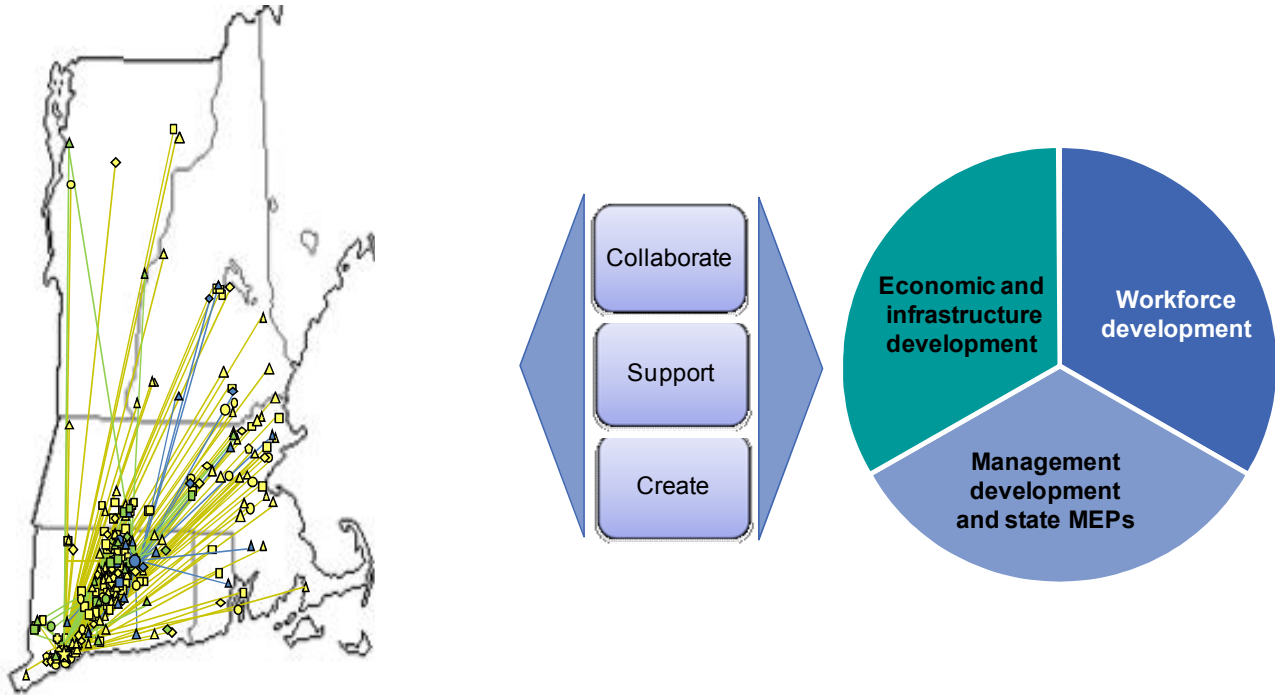 Collaborate
Support
Create
Economic and
infrastructure
development
Workforce
development
Management
development
and state MEPs